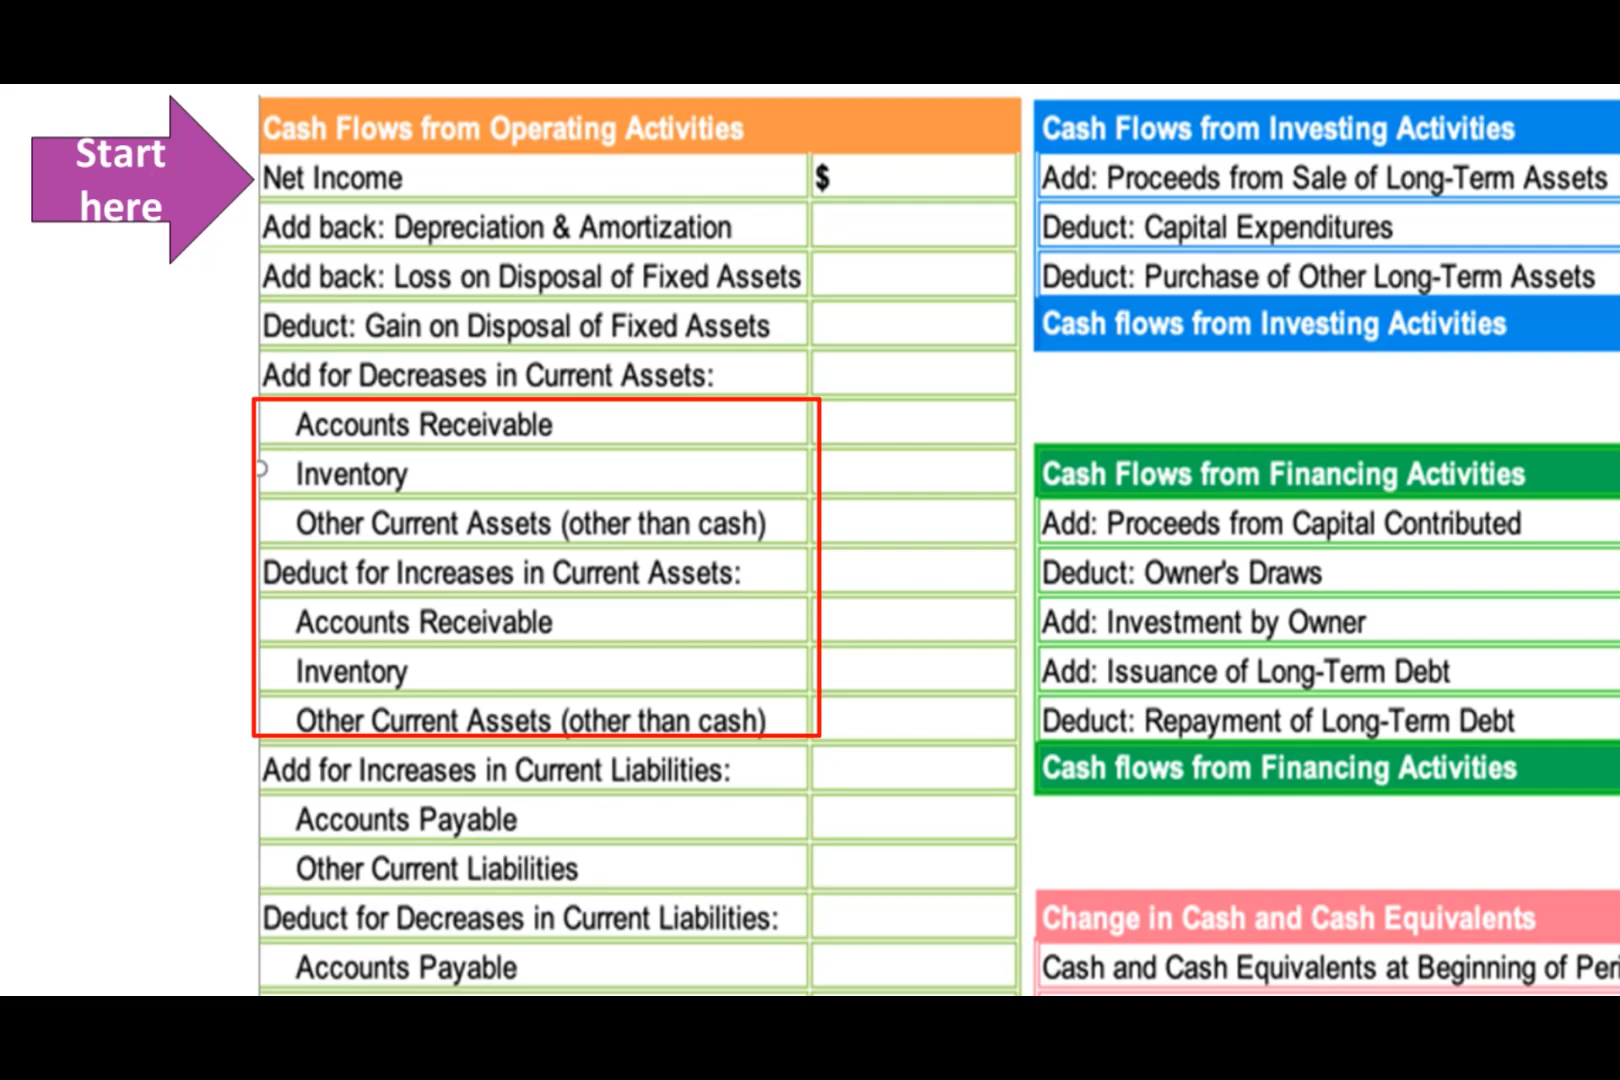 Start
here
Cash Flows from Operating Activities
Net Income $
Add back: Depreciation & Amortization
Add back: Loss on Disposal of Fixed Assets
Deduct: Gain on Disposal of Fixed Assets
Add for Decreases in Current Assets:
Accounts Receivable
Inventory
Other Current Assets (other than cash)
Deduct for Increases in Current Assets:
Accounts Receivable
Inventory
Other Current Assets (other than cash)
Add for Increases in Current Liabilities:
Accounts Payable
Other Current Liabilities
Deduct for Decreases in Current Liabilities:
Accounts Payable
Cash Flows from Investing Activities
Add: Proceeds from Sale of Long-Term Assets
Deduct: Capital Expenditures
Deduct: Purchase of Other Long-Term Assets
Cash flows from Investing Activities
Cash Flows from Financing Activities
Add: Proceeds from Capital Contributed
Deduct: Owner's Draws
Add: Investment by Owner
Add: Issuance of Long-Term Debt
Deduct: Repayment of Long-Term Debt
Cash flows from Financing Activities
Change in Cash and Cash Equivalents
Cash and Cash Equivalents at Beginning of